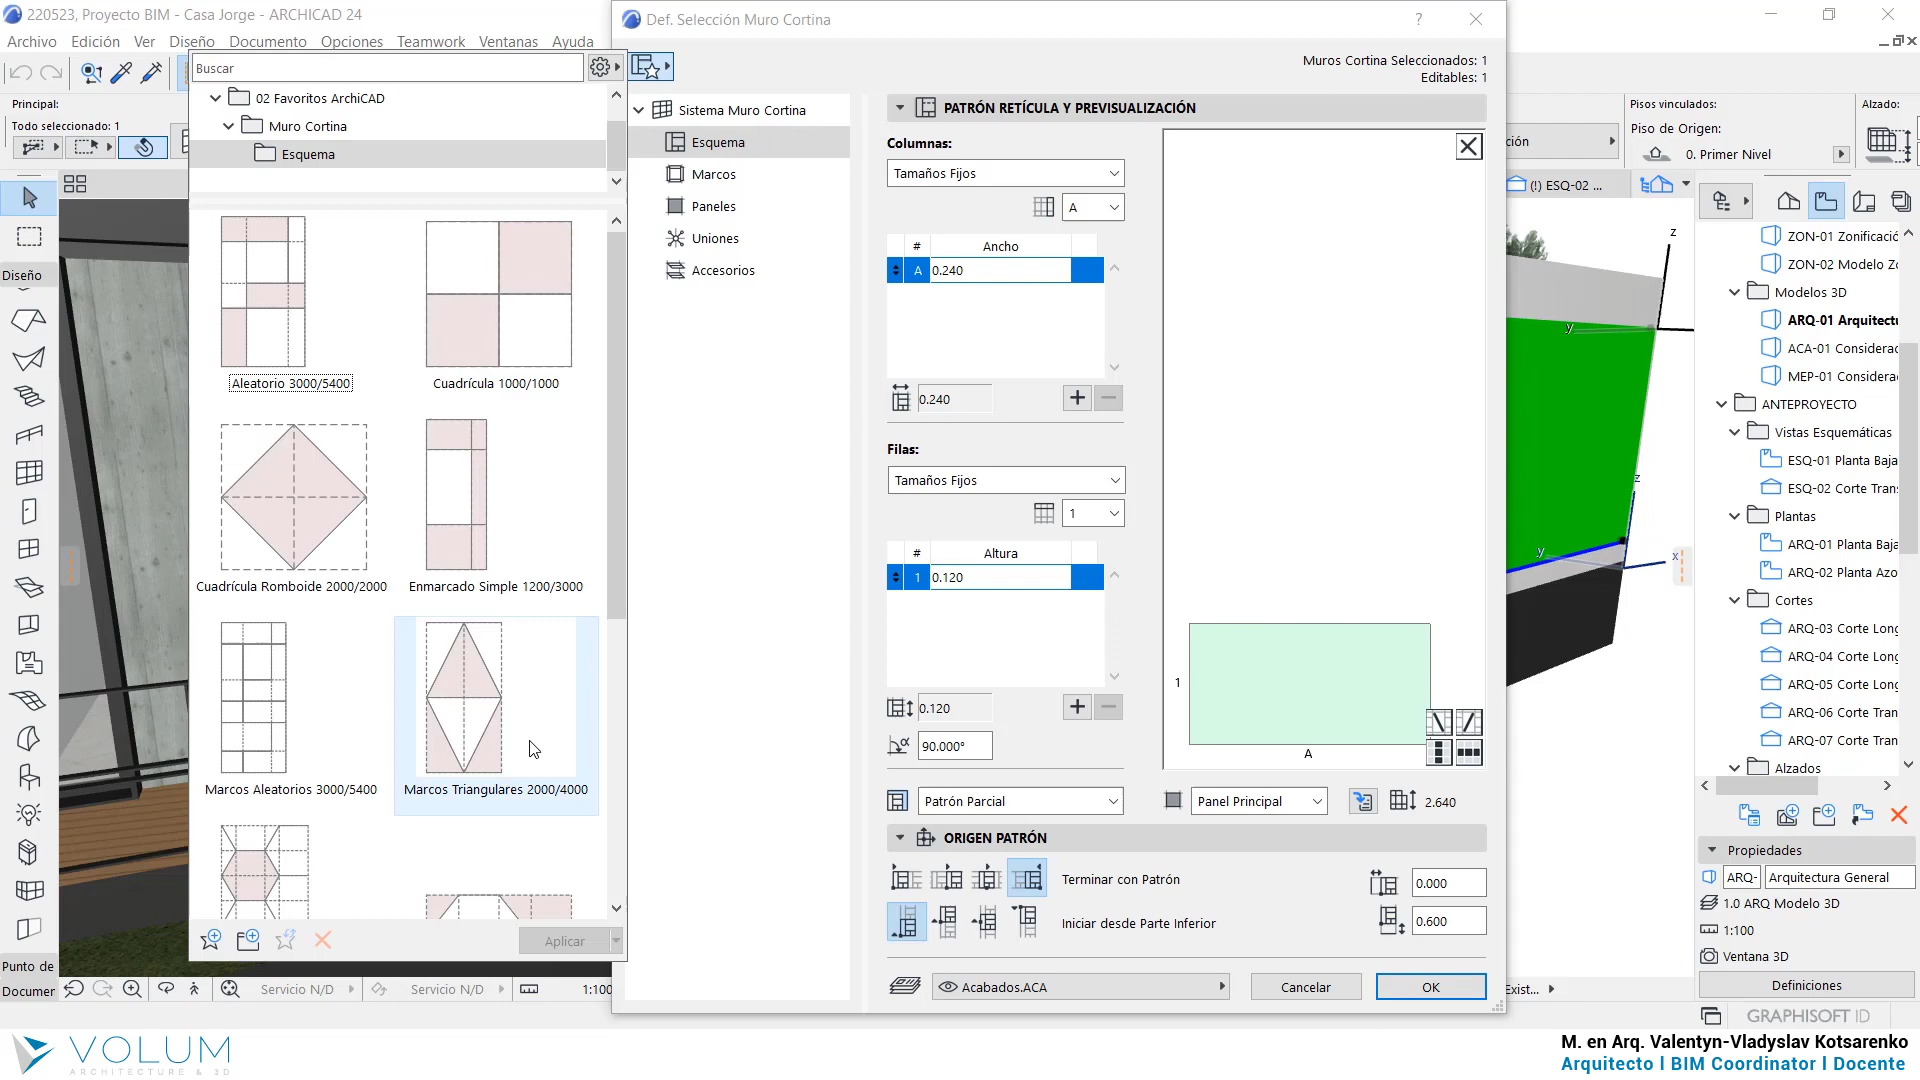 220523, Proyecto BIM - Casa Jorge - ARCHICAD 24
Archivo Edición Ver Diseño Documento Opciones Teamwork Ventanas Ayuda
Principal:
Todo seleccionado: 1
Diseño
Punto de
Documen
Buscar
02 Favoritos ArchiCAD
Muro Cortina
Esquema
Aleatorio 3000/5400
Cuadrícula 1000/1000
Cuadrícula Romboide 2000/2000
Enmarcado Simple 1200/3000
Marcos Aleatorios 3000/5400
Marcos Triangulares 2000/4000
Aplicar
Servicio N/D
Servicio N/D
1:100
Def. Selección Muro Cortina
?
Muros Cortina Seleccionados: 1
Editables: 1
Sistema Muro Cortina
Esquema
Marcos
Paneles
Uniones
Accesorios
PATRÓN RETÍCULA Y PREVISUALIZACIÓN
Columnas:
Tamaños Fijos
A
# Ancho
A 0.240
0.240
Filas:
Tamaños Fijos
1
# Altura
1 0.120
0.120
α 90.000°
1
A
Patrón Parcial
Panel Principal
2.640
ORIGEN PATRÓN
Terminar con Patrón
0.000
Iniciar desde Parte Inferior
0.600
Acabados.ACA
Cancelar
OK
ción
Pisos vinculados:
Piso de Origen:
0. Primer Nivel
Alzado:
(!) ESQ-02 ...
z
y
z
y
x
Exist...
ZON-01 Zonificació
ZON-02 Modelo Zo
Modelos 3D
ARQ-01 Arquitectu
ACA-01 Considerac
MEP-01 Considera
ANTEPROYECTO
Vistas Esquemáticas
ESQ-01 Planta Baja
ESQ-02 Corte Tran
Plantas
ARQ-01 Planta Baja
ARQ-02 Planta Azo
Cortes
ARQ-03 Corte Long
ARQ-04 Corte Long
ARQ-05 Corte Long
ARQ-06 Corte Tran
ARQ-07 Corte Tran
Alzados
Propiedades
ARQ- Arquitectura General
1.0 ARQ Modelo 3D
1:100
Ventana 3D
Definiciones
GRAPHISOFT ID
VOLUM
ARCHITECTURE & 3D
M. en Arq. Valentyn-Vladyslav Kotsarenko
Arquitecto l BIM Coordinator l Docente